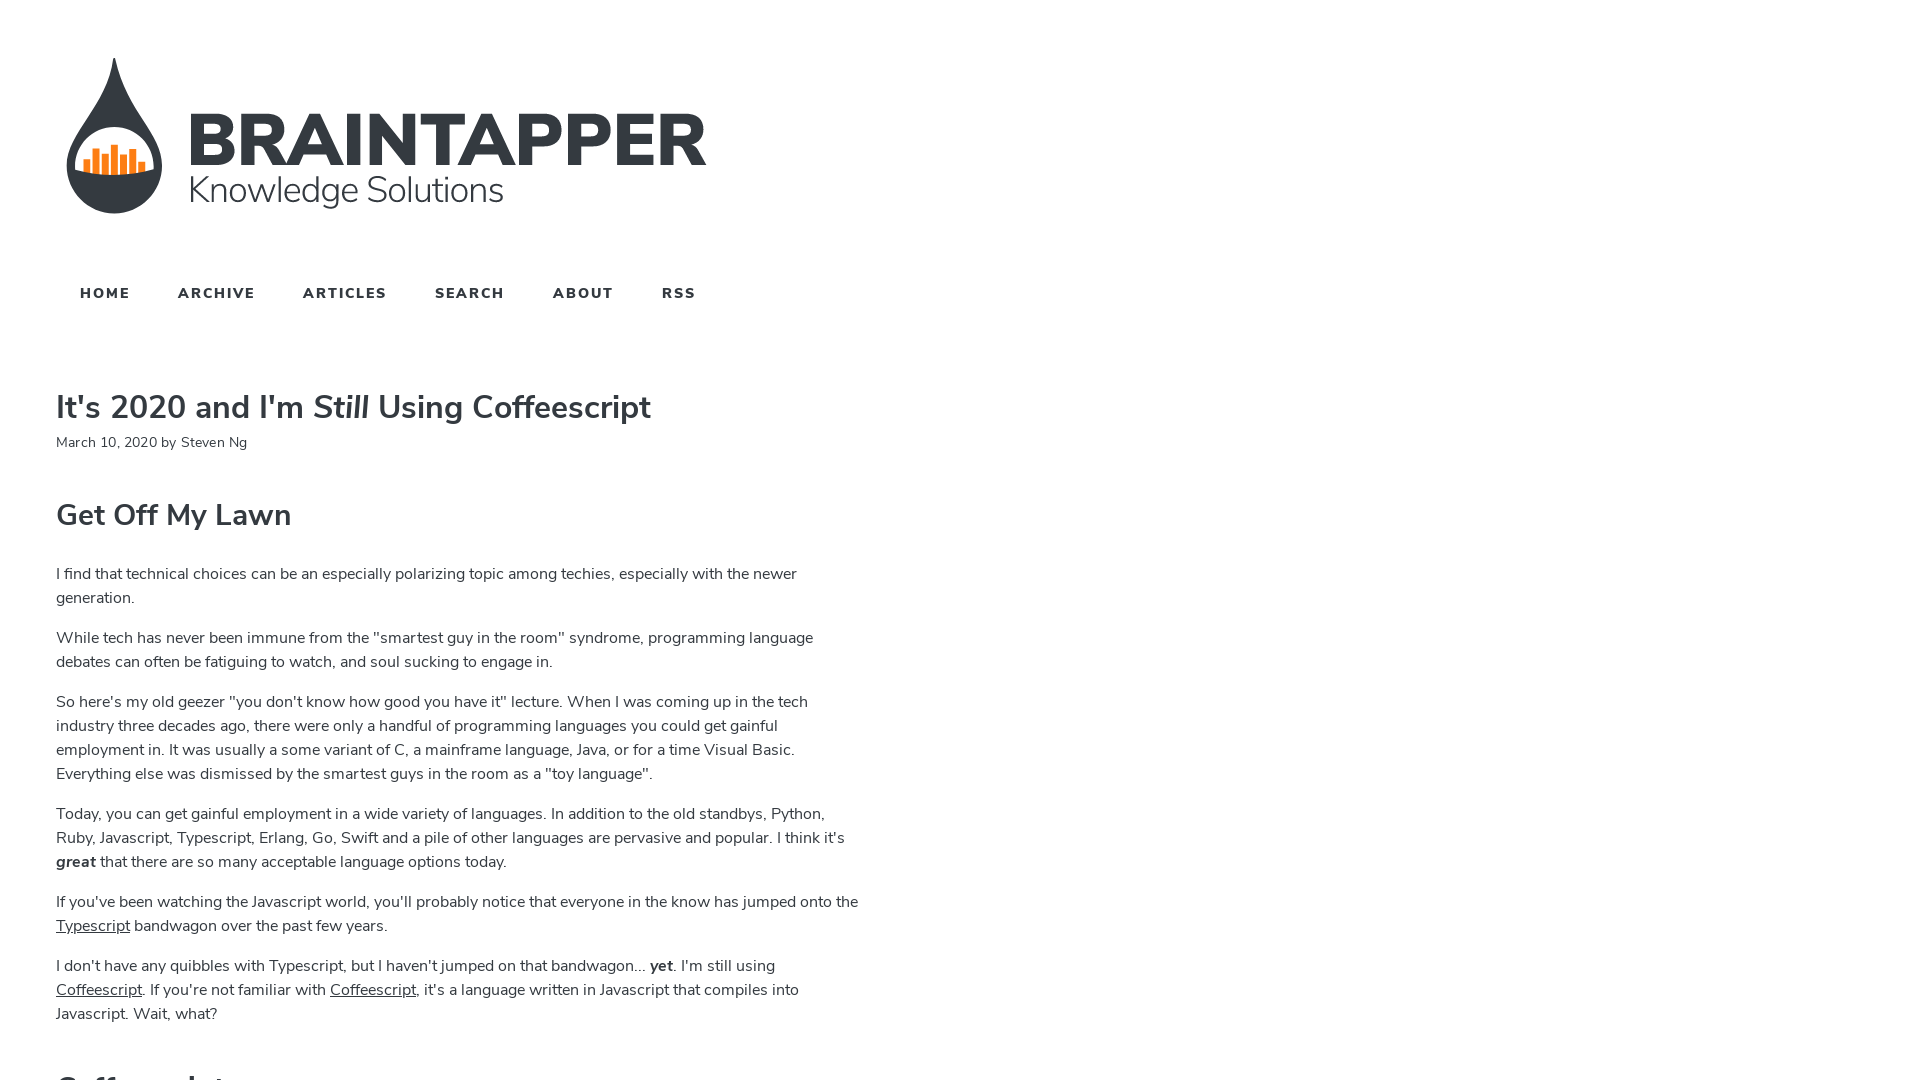 BRAINTAPPER
Knowledge Solutions
HOME ARCHIVE ARTICLES SEARCH ABOUT RSS
It's 2020 and I'm Still Using Coffeescript
March 10, 2020 by Steven Ng
Get Off My Lawn
I find that technical choices can be an especially polarizing topic among techies, especially with the newer
generation.
While tech has never been immune from the "smartest guy in the room" syndrome, programming language
debates can often be fatiguing to watch, and soul sucking to engage in.
So here's my old geezer "you don't know how good you have it" lecture. When I was coming up in the tech
industry three decades ago, there were only a handful of programming languages you could get gainful
employment in. It was usually a some variant of C, a mainframe language, Java, or for a time Visual Basic.
Everything else was dismissed by the smartest guys in the room as a "toy language".
Today, you can get gainful employment in a wide variety of languages. In addition to the old standbys, Python,
Ruby, Javascript, Typescript, Erlang, Go, Swift and a pile of other languages are pervasive and popular. I think it's
great that there are so many acceptable language options today.
If you've been watching the Javascript world, you'll probably notice that everyone in the know has jumped onto the
Typescript bandwagon over the past few years.
I don't have any quibbles with Typescript, but I haven't jumped on that bandwagon... yet. I'm still using
Coffeescript. If you're not familiar with Coffeescript, it's a language written in Javascript that compiles into
Javascript. Wait, what?